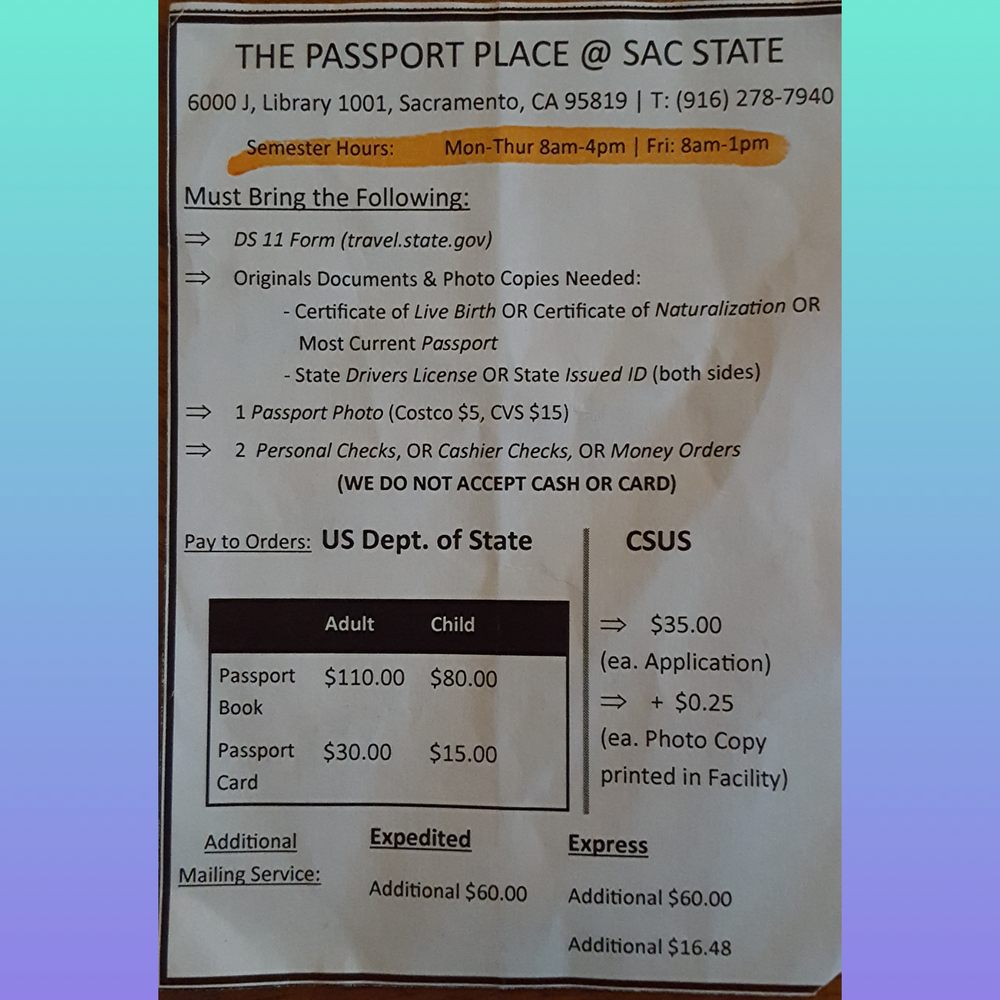 THE PASSPORT PLACE @ SAC STATE
6000 J, Library 1001, Sacramento, CA 95819 | T: (916) 278-7940
Semester Hours: Mon-Thur 8am-4pm | Fri: 8am-1pm
Must Bring the Following:
⇒ DS 11 Form (travel.state.gov)
⇒ Originals Documents & Photo Copies Needed:
- Certificate of Live Birth OR Certificate of Naturalization OR
Most Current Passport
- State Drivers License OR State Issued ID (both sides)
⇒ 1 Passport Photo (Costco $5, CVS $15)
⇒ 2 Personal Checks, OR Cashier Checks, OR Money Orders
(WE DO NOT ACCEPT CASH OR CARD)
Pay to Orders: US Dept. of State
Adult Child
Passport $110.00 $80.00
Book
Passport $30.00 $15.00
Card
CSUS
⇒ $35.00
(ea. Application)
⇒ + $0.25
(ea. Photo Copy
printed in Facility)
Additional
Mailing Service:
Expedited
Additional $60.00
Express
Additional $60.00
Additional $16.48